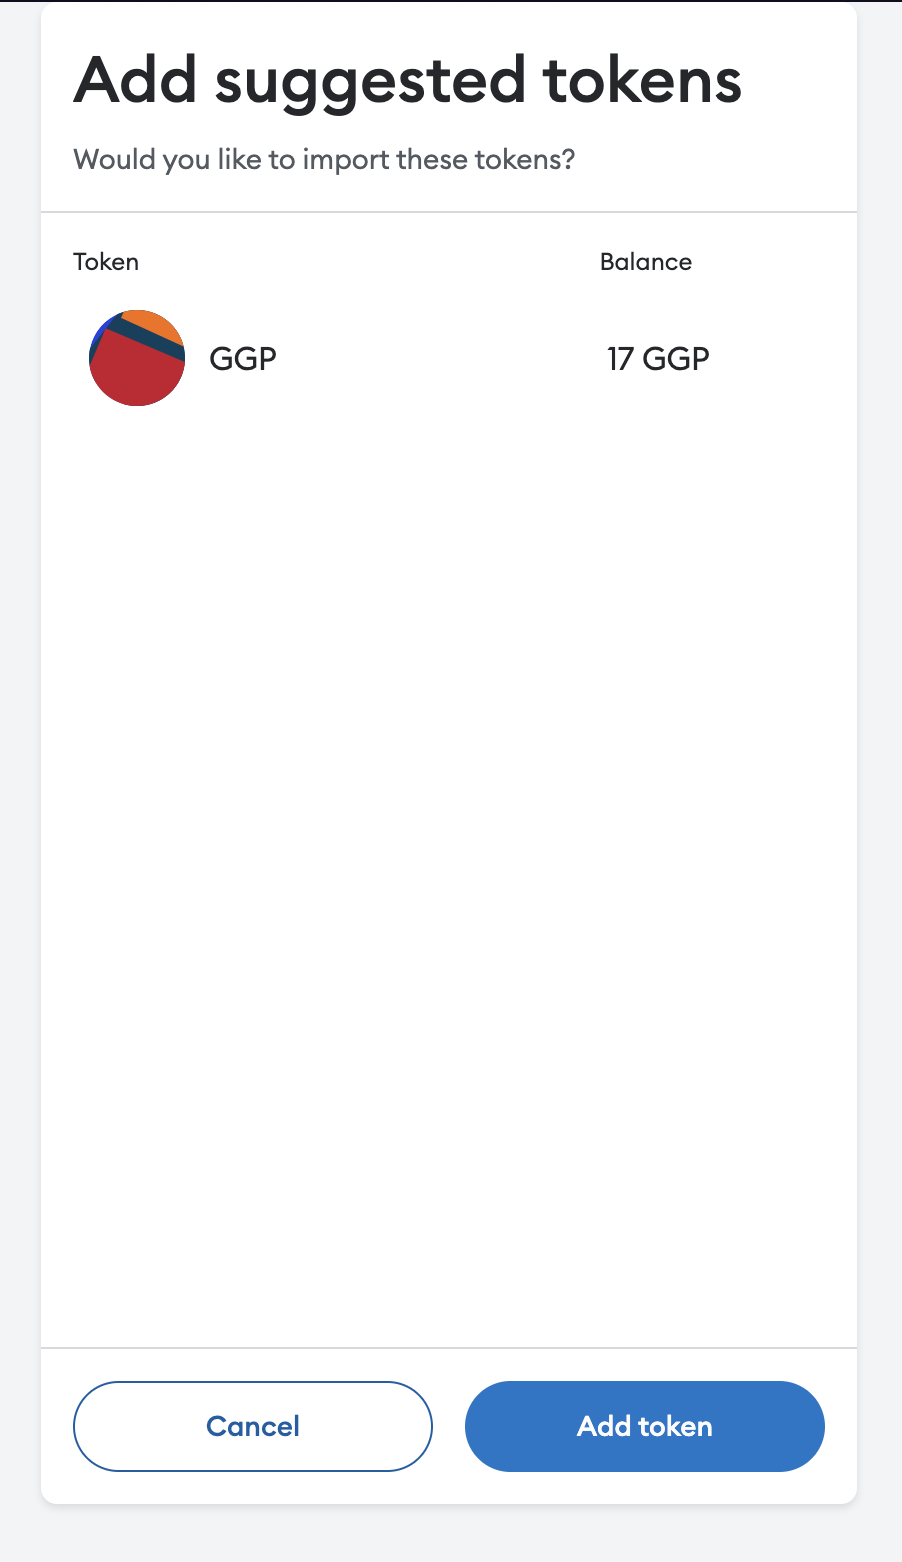 Add suggested tokens
Would you like to import these tokens?
Token Balance
GGP 17 GGP
Cancel Add token